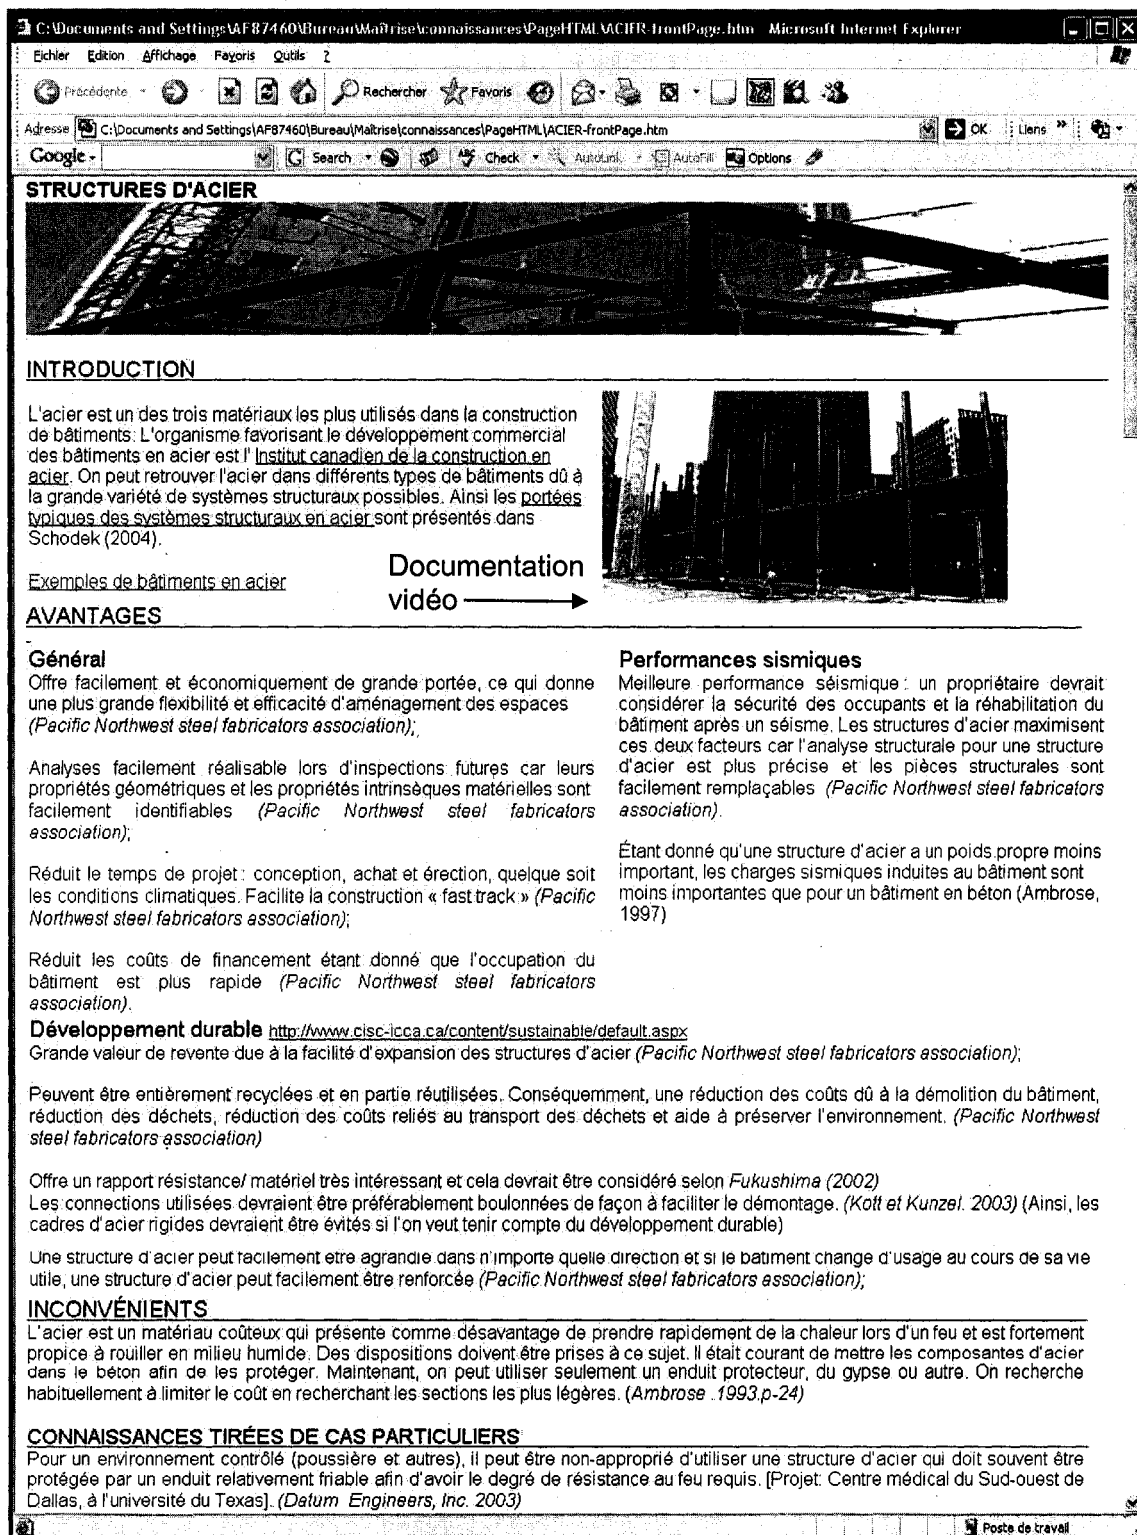 C:\Documents and Settings\AF87460\Bureau\Maîtrise\connaissances\PageHTML\ACIER-frontPage.htm - Microsoft Internet Explorer
Fichier Edition Affichage Favoris Outils ?
Précédente Rechercher Favoris
Adresse C:\Documents and Settings\AF87460\Bureau\Maîtrise\connaissances\PageHTML\ACIER-frontPage.htm OK Liens »
Google Search Check AutoLink AutoFill Options
STRUCTURES D'ACIER
INTRODUCTION
L'acier est un des trois matériaux les plus utilisés dans la construction
de bâtiments. L'organisme favorisant le développement commercial
des bâtiments en acier est l' Institut canadien de la construction en
acier. On peut retrouver l'acier dans différents types de bâtiments dû à
la grande variété de systèmes structuraux possibles. Ainsi les portées
typiques des systèmes structuraux en acier sont présentés dans
Schodek (2004).
Exemples de bâtiments en acier
Documentation
vidéo
AVANTAGES
Général
Offre facilement et économiquement de grande portée, ce qui donne
une plus grande flexibilité et efficacité d'aménagement des espaces
(Pacific Northwest steel fabricators association);
Analyses facilement réalisable lors d'inspections futures car leurs
propriétés géométriques et les propriétés intrinsèques matérielles sont
facilement identifiables (Pacific Northwest steel fabricators
association);
Réduit le temps de projet : conception, achat et érection, quelque soit
les conditions climatiques. Facilite la construction « fast track » (Pacific
Northwest steel fabricators association);
Réduit les coûts de financement étant donné que l'occupation du
bâtiment est plus rapide (Pacific Northwest steel fabricators
association).
Performances sismiques
Meilleure performance séismique : un propriétaire devrait
considérer la sécurité des occupants et la réhabilitation du
bâtiment après un séisme. Les structures d'acier maximisent
ces deux facteurs car l'analyse structurale pour une structure
d'acier est plus précise et les pièces structurales sont
facilement remplaçables (Pacific Northwest steel fabricators
association).
Étant donné qu'une structure d'acier a un poids propre moins
important, les charges sismiques induites au bâtiment sont
moins importantes que pour un bâtiment en béton (Ambrose,
1997)
Développement durable http://www.cisc-icca.ca/content/sustainable/default.aspx
Grande valeur de revente due à la facilité d'expansion des structures d'acier (Pacific Northwest steel fabricators association);
Peuvent être entièrement recyclées et en partie réutilisées. Conséquemment, une réduction des coûts dû à la démolition du bâtiment,
réduction des déchets, réduction des coûts reliés au transport des déchets et aide à préserver l'environnement. (Pacific Northwest
steel fabricators association)
Offre un rapport résistance/ matériel très intéressant et cela devrait être considéré selon Fukushima (2002)
Les connections utilisées devraient être préférablement boulonnées de façon à faciliter le démontage. (Kott et Kunzel. 2003) (Ainsi, les
cadres d'acier rigides devraient être évités si l'on veut tenir compte du développement durable)
Une structure d'acier peut facilement etre agrandie dans n'importe quelle direction et si le batiment change d'usage au cours de sa vie
utile, une structure d'acier peut facilement être renforcée (Pacific Northwest steel fabricators association);
INCONVÉNIENTS
L'acier est un matériau coûteux qui présente comme désavantage de prendre rapidement de la chaleur lors d'un feu et est fortement
propice à rouiller en milieu humide. Des dispositions doivent être prises à ce sujet. Il était courant de mettre les composantes d'acier
dans le béton afin de les protéger. Maintenant, on peut utiliser seulement un enduit protecteur, du gypse ou autre. On recherche
habituellement à limiter le coût en recherchant les sections les plus légères. (Ambrose .1993.p-24)
CONNAISSANCES TIRÉES DE CAS PARTICULIERS
Pour un environnement contrôlé (poussière et autres), il peut être non-approprié d'utiliser une structure d'acier qui doit souvent être
protégée par un enduit relativement friable afin d'avoir le degré de résistance au feu requis. [Projet: Centre médical du Sud-ouest de
Dallas, à l'université du Texas]. (Datum Engineers, Inc. 2003)
Poste de travail